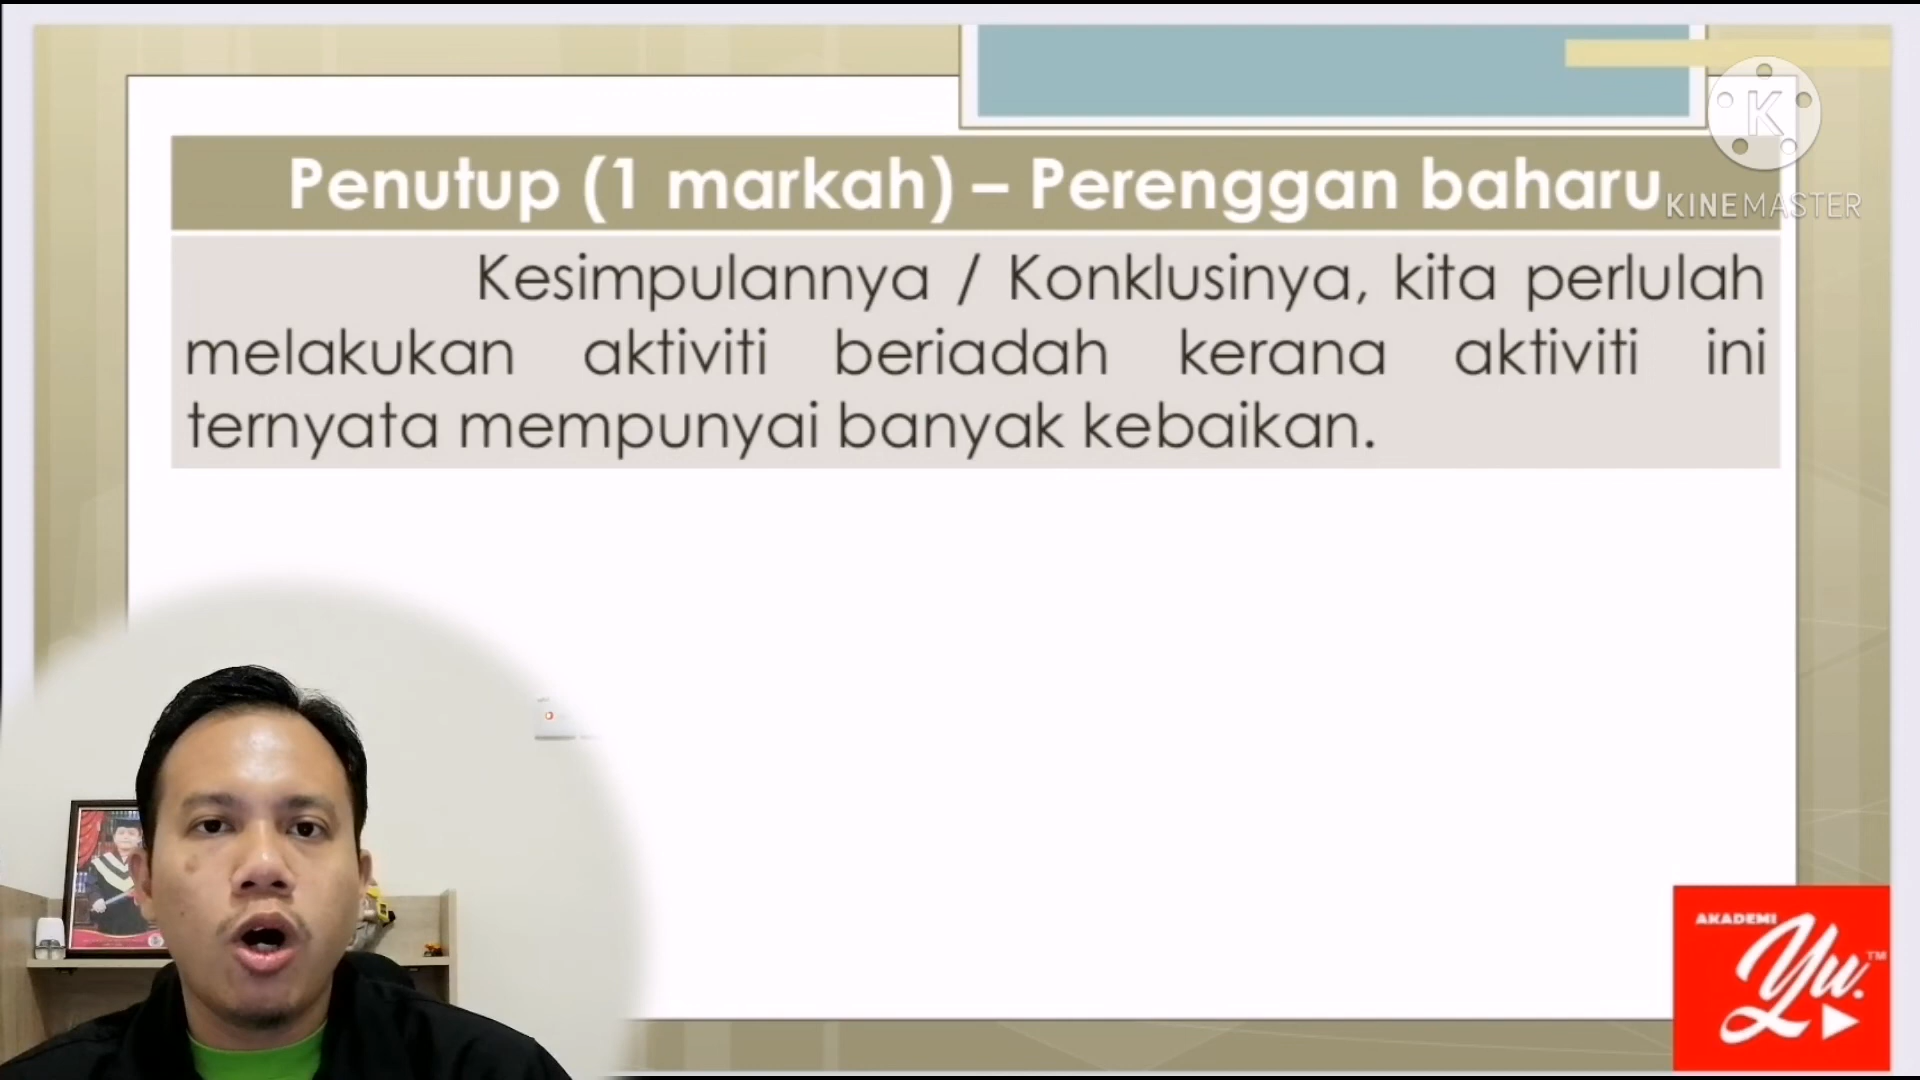 Penutup (1 markah) – Perenggan baharu
KINEMASTER
Kesimpulannya / Konklusinya, kita perlulah
melakukan aktiviti beriadah kerana aktiviti ini
ternyata mempunyai banyak kebaikan.
AKADEMI
Yu.
TM